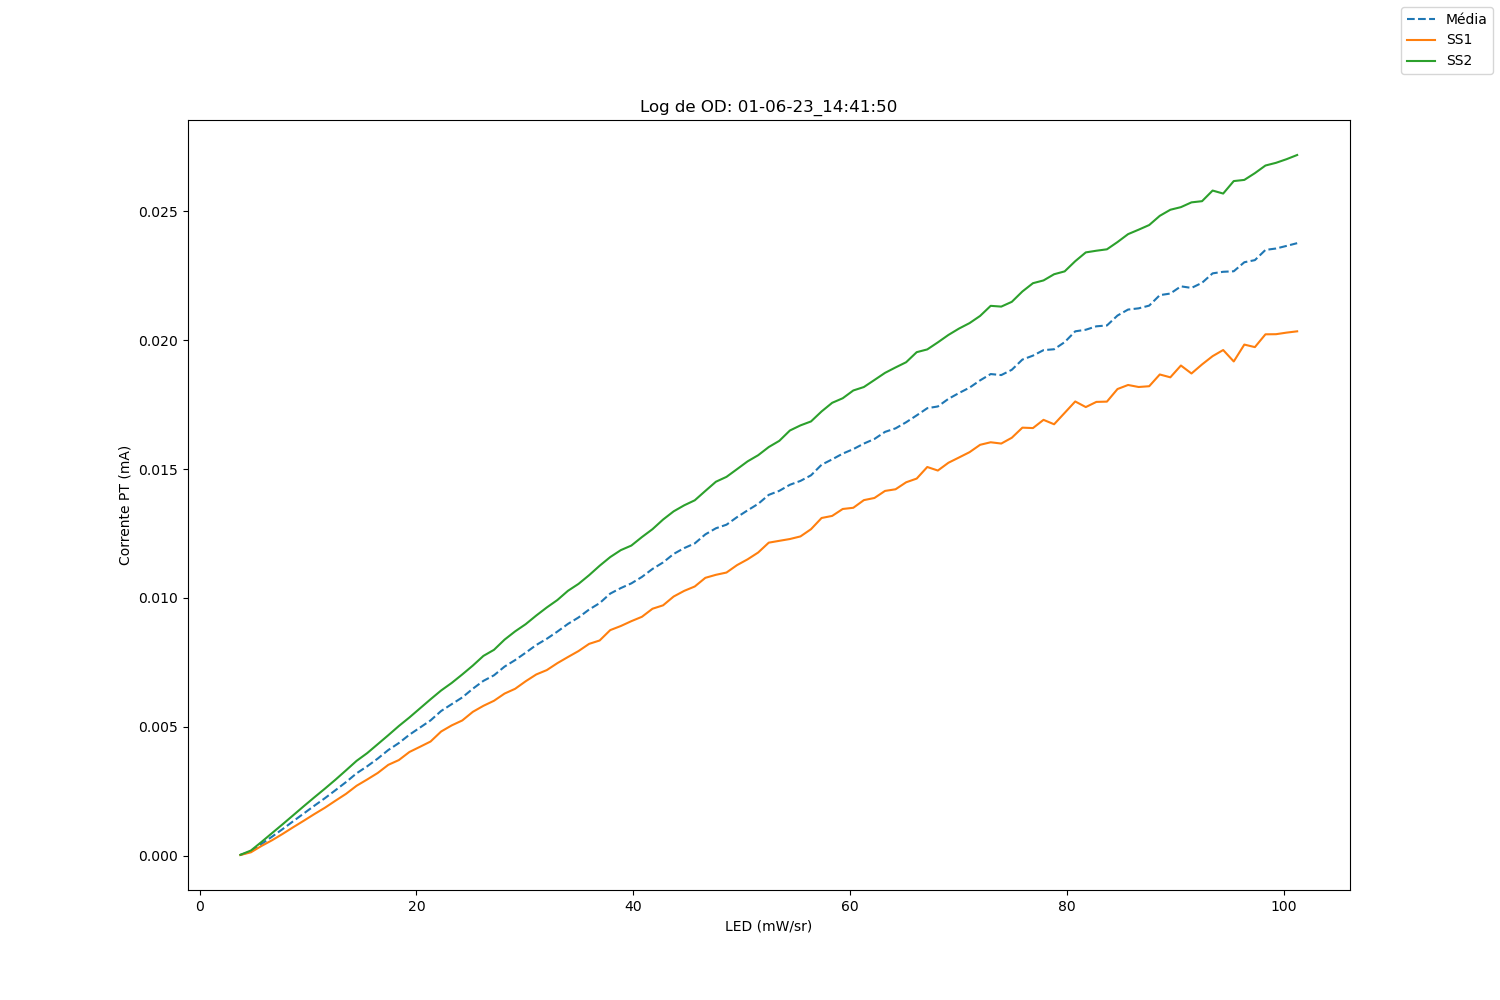 Média
SS1
SS2
Log de OD: 01-06-23_14:41:50
0.025
0.020
0.015
0.010
0.005
0.000
Corrente PT (mA)
0 20 40 60 80 100
LED (mW/sr)